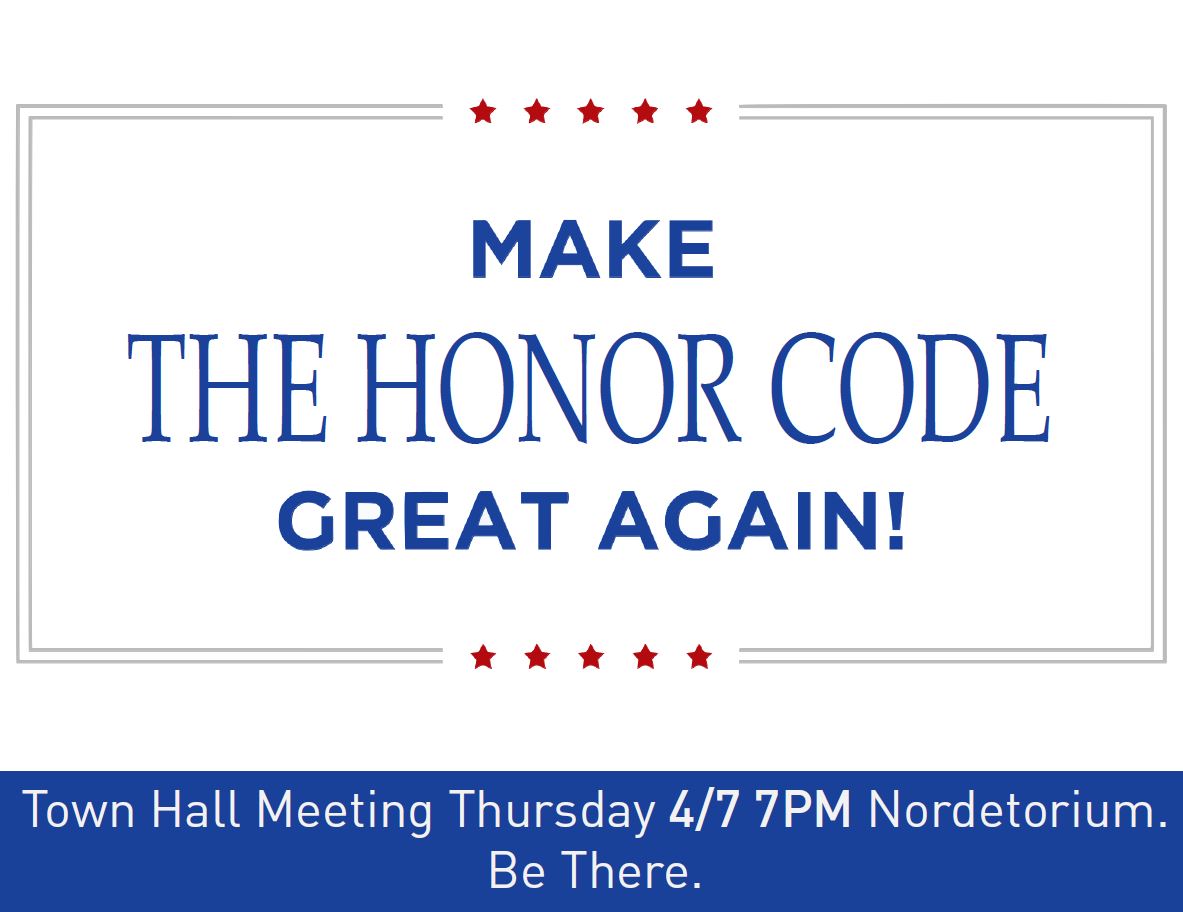 MAKE
THE HONOR CODE
GREAT AGAIN!
Town Hall Meeting Thursday 4/7 7PM Nordetorium.
Be There.